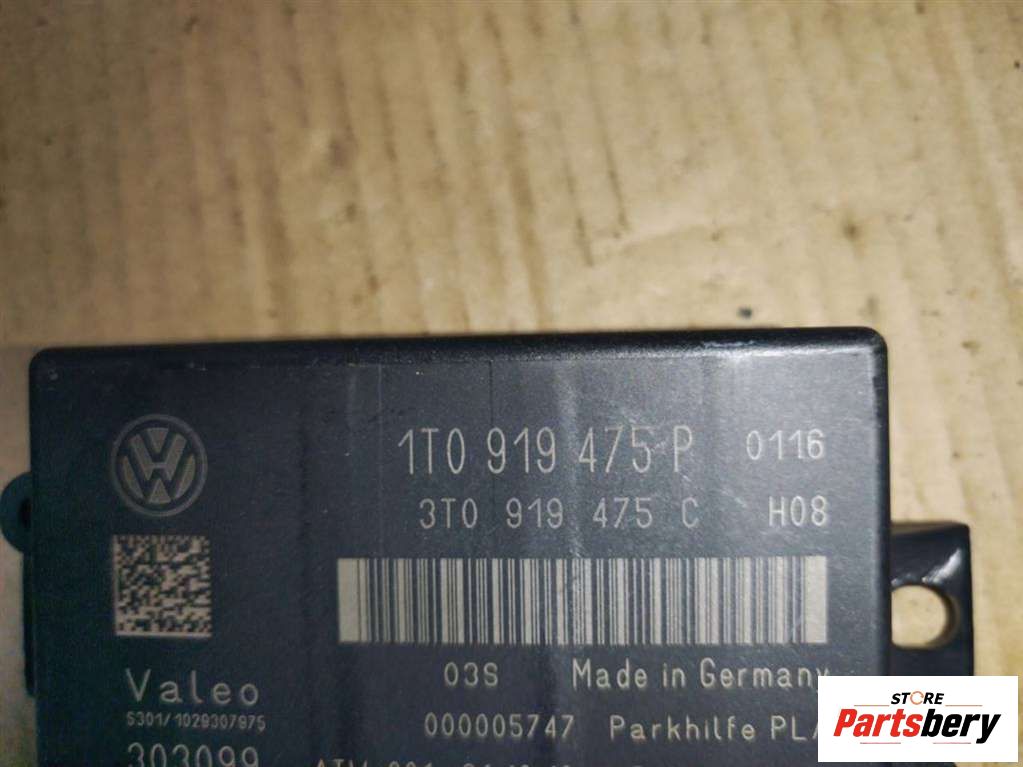 1T0 919 475 P 0116
3T0 919 475 C H08
03S Made in Germany
Valeo
S301/1029307975
000005747 Parkhilfe PL
303099
STORE
Partsbery